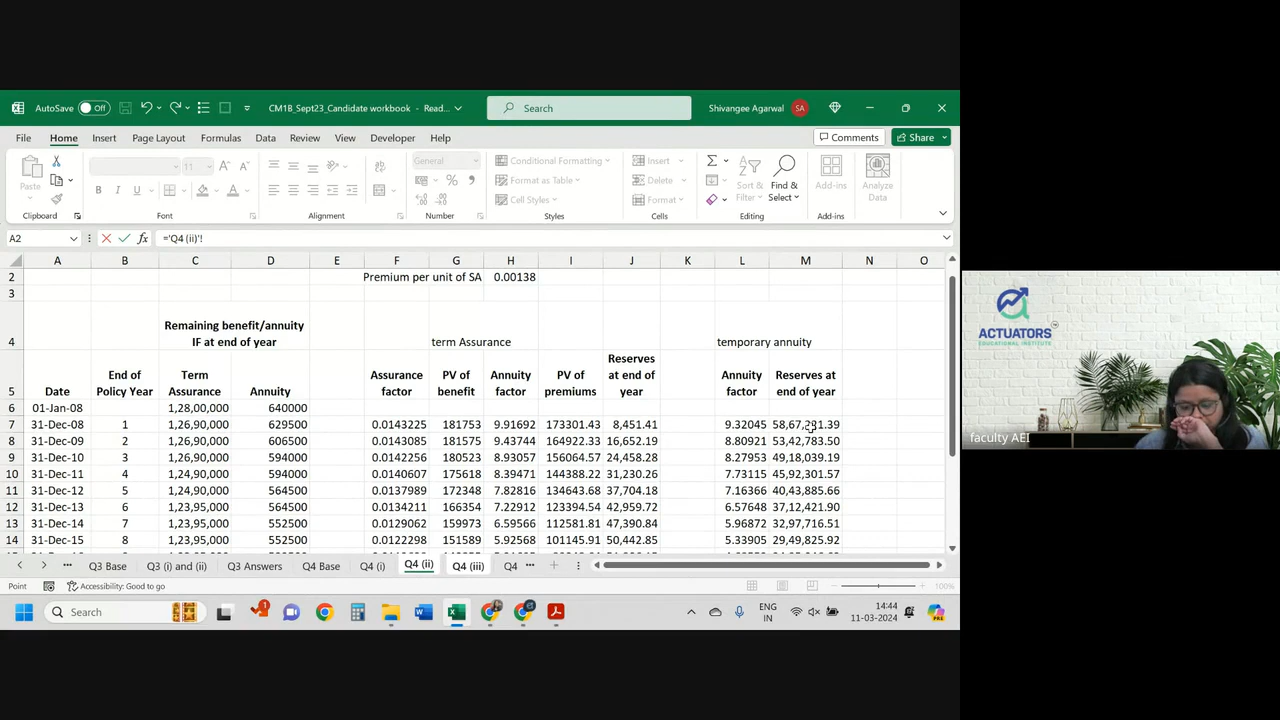 AutoSave Off CM1B_Sept23_Candidate workbook - Read... Search Shivangee Agarwal SA
File Home Insert Page Layout Formulas Data Review View Developer Help Comments Share
Paste 11 General Conditional Formatting Format as Table Cell Styles Insert Delete Format Sort & Filter Find & Select Add-ins Analyze Data
Clipboard Font Alignment Number Styles Cells Editing Add-ins
A2 fx ='Q4 (ii)'!
A B C D E F G H I J K L M N O
2 Premium per unit of SA 0.00138
3
4 Remaining benefit/annuity IF at end of year term Assurance temporary annuity
5 Date End of Policy Year Term Assurance Annuity Assurance factor PV of benefit Annuity factor PV of premiums Reserves at end of year Annuity factor Reserves at end of year
6 01-Jan-08 1,28,00,000 640000
7 31-Dec-08 1 1,26,90,000 629500 0.0143225 181753 9.91692 173301.43 8,451.41 9.32045
8 31-Dec-09 2 1,26,90,000 606500 0.0143085 181575 9.43744 164922.33 16,652.19 8.80921 53,42,783.50
9 31-Dec-10 3 1,26,90,000 594000 0.0142256 180523 8.93057 156064.57 24,458.28 8.27953 49,18,039.19
10 31-Dec-11 4 1,24,90,000 594000 0.0140607 175618 8.39471 144388.22 31,230.26 7.73115 45,92,301.57
11 31-Dec-12 5 1,24,90,000 564500 0.0137989 172348 7.82816 134643.68 37,704.18 7.16366 40,43,885.66
12 31-Dec-13 6 1,23,95,000 564500 0.0134211 166354 7.22912 123394.54 42,959.72 6.57648 37,12,421.90
13 31-Dec-14 7 1,23,95,000 552500 0.0129062 159973 6.59566 112581.81 47,390.84 5.96872 32,97,716.51
14 31-Dec-15 8 1,23,95,000 552500 0.0122298 151589 5.92568 101145.91 50,442.85 5.33905 29,49,825.92
Q3 Base Q3 (i) and (ii) Q3 Answers Q4 Base Q4 (i) Q4 (ii) Q4 (iii) Q4
Point Accessibility: Good to go 100%
Search ENG IN 14:44 11-03-2024
ACTUATORS
EDUCATIONAL INSTITUTE
faculty AEI